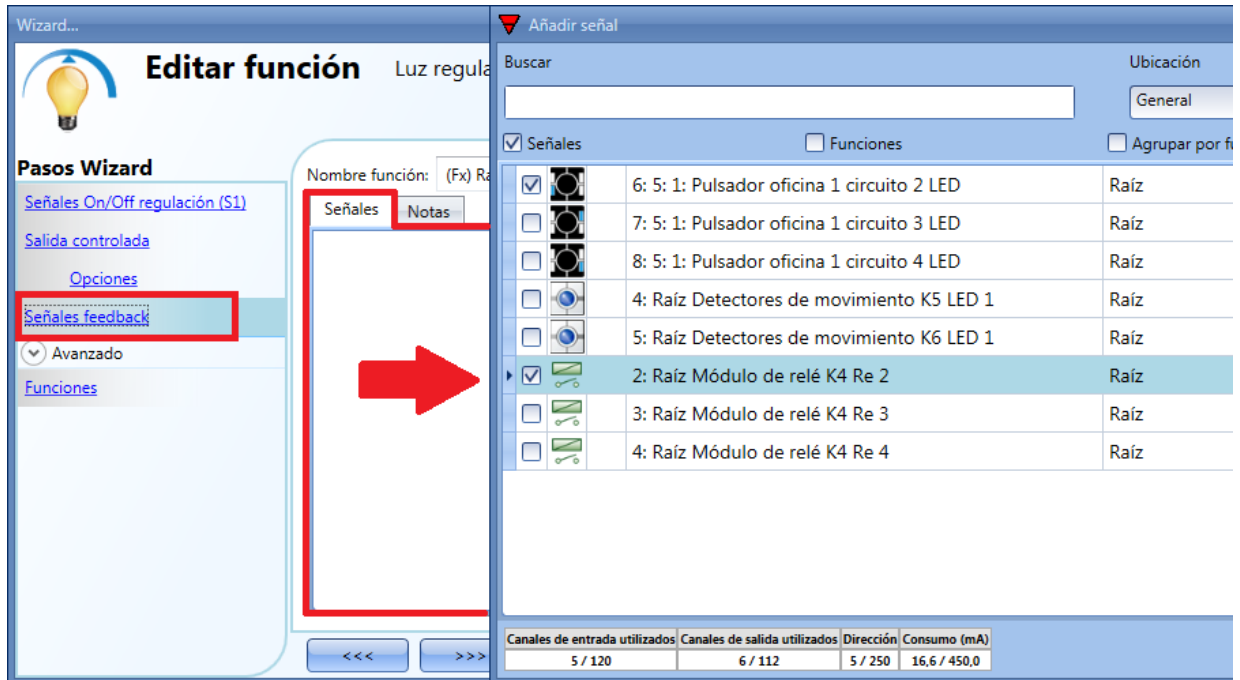 Wizard...
Editar función Luz regula
Pasos Wizard
Señales On/Off regulación (S1)
Salida controlada
Opciones
Señales feedback
Avanzado
Funciones
Nombre función: (Fx) Ra
Señales Notas
<<< >>>
Añadir señal
Buscar Ubicación
General
Señales Funciones Agrupar por fu
6: 5: 1: Pulsador oficina 1 circuito 2 LED Raíz
7: 5: 1: Pulsador oficina 1 circuito 3 LED Raíz
8: 5: 1: Pulsador oficina 1 circuito 4 LED Raíz
4: Raíz Detectores de movimiento K5 LED 1 Raíz
5: Raíz Detectores de movimiento K6 LED 1 Raíz
2: Raíz Módulo de relé K4 Re 2 Raíz
3: Raíz Módulo de relé K4 Re 3 Raíz
4: Raíz Módulo de relé K4 Re 4 Raíz
Canales de entrada utilizados Canales de salida utilizados Dirección Consumo (mA)
5 / 120 6 / 112 5 / 250 16,6 / 450,0